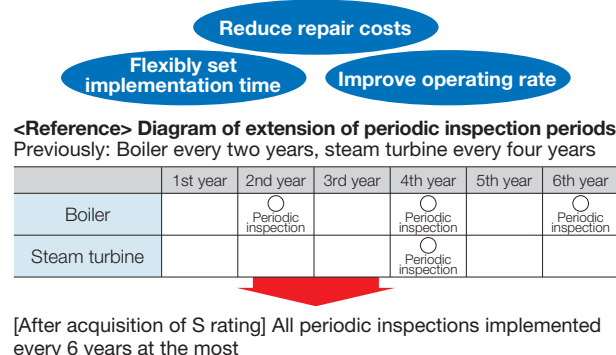 Reduce repair costs
Flexibly set
implementation time
Improve operating rate
<Reference> Diagram of extension of periodic inspection periods
Previously: Boiler every two years, steam turbine every four years
1st year 2nd year 3rd year 4th year 5th year 6th year
Boiler
Periodic
inspection
Periodic
inspection
Periodic
inspection
Steam turbine
Periodic
inspection
[After acquisition of S rating] All periodic inspections implemented
every 6 years at the most